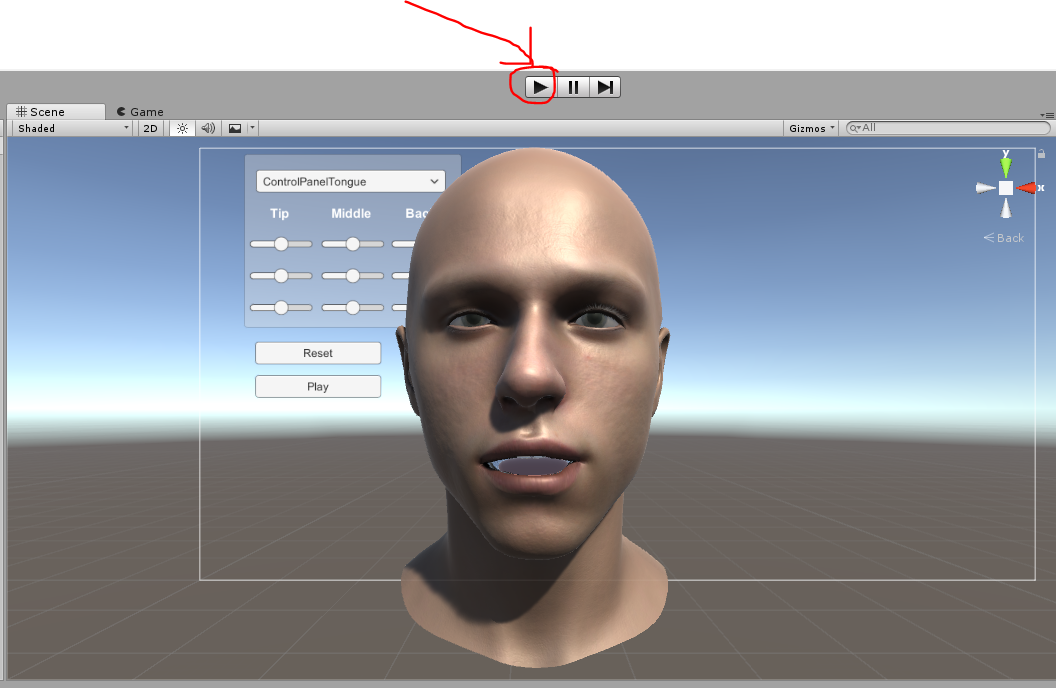 Scene Game
Shaded 2D Gizmos All
y
x
Back
ControlPanelTongue
Tip Middle Bac
Reset
Play